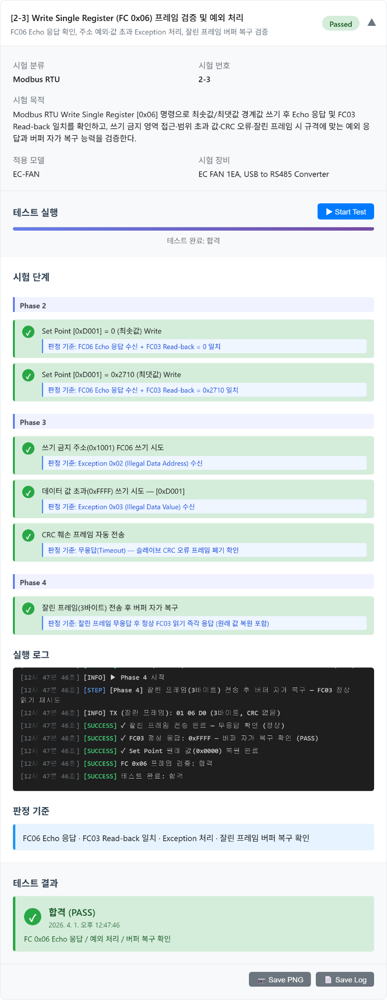 [2-3] Write Single Register (FC 0x06) 프레임 검증 및 예외 처리
FC06 Echo 응답 확인, 주소 예외·값 초과 Exception 처리, 잘린 프레임 버퍼 복구 검증
Passed
▲
시험 분류
Modbus RTU
시험 번호
2-3
시험 목적
Modbus RTU Write Single Register [0x06] 명령으로 최솟값/최댓값 경계값 쓰기 후 Echo 응답 및 FC03
Read-back 일치를 확인하고, 쓰기 금지 영역 접근·범위 초과 값·CRC 오류·잘린 프레임 시 규격에 맞는 예외 응
답과 버퍼 자가 복구 능력을 검증한다.
적용 모델
EC-FAN
시험 장비
EC FAN 1EA, USB to RS485 Converter
테스트 실행
▶ Start Test
테스트 완료: 합격
시험 단계
Phase 2
✓ Set Point [0xD001] = 0 (최솟값) Write
판정 기준: FC06 Echo 응답 수신 + FC03 Read-back = 0 일치
✓ Set Point [0xD001] = 0x2710 (최댓값) Write
판정 기준: FC06 Echo 응답 수신 + FC03 Read-back = 0x2710 일치
Phase 3
✓ 쓰기 금지 주소(0x1001) FC06 쓰기 시도
판정 기준: Exception 0x02 (Illegal Data Address) 수신
✓ 데이터 값 초과(0xFFFF) 쓰기 시도 — [0xD001]
판정 기준: Exception 0x03 (Illegal Data Value) 수신
✓ CRC 훼손 프레임 자동 전송
판정 기준: 무응답(Timeout) — 슬레이브 CRC 오류 프레임 폐기 확인
Phase 4
✓ 잘린 프레임(3바이트) 전송 후 버퍼 자가 복구
판정 기준: 잘린 프레임 무응답 후 정상 FC03 읽기 즉각 응답 (원래 값 복원 포함)
실행 로그
[12시 47분 46초] [INFO] ▶ Phase 4 시작
[12시 47분 46초] [STEP] [Phase 4] 잘린 프레임(3바이트) 전송 후 버퍼 자가 복구 — FC03 정상
읽기 재시도
[12시 47분 46초] [INFO] TX (잘린 프레임): 01 06 D0 (3바이트, CRC 없음)
[12시 47분 46초] [SUCCESS] ✓ 잘린 프레임 전송 완료 — 무응답 확인 (정상)
[12시 47분 46초] [SUCCESS] ✓ FC03 정상 응답: 0xFFFF — 버퍼 자가 복구 확인 (PASS)
[12시 47분 46초] [SUCCESS] ✓ Set Point 원래 값(0x0000) 복원 완료
[12시 47분 46초] [SUCCESS] FC 0x06 프레임 검증: 합격
[12시 47분 46초] [SUCCESS] 테스트 완료: 합격
판정 기준
FC06 Echo 응답 · FC03 Read-back 일치 · Exception 처리 · 잘린 프레임 버퍼 복구 확인
테스트 결과
✓ 합격 (PASS)
2026. 4. 1. 오후 12:47:46
FC 0x06 Echo 응답 / 예외 처리 / 버퍼 복구 확인
Save PNG
Save Log